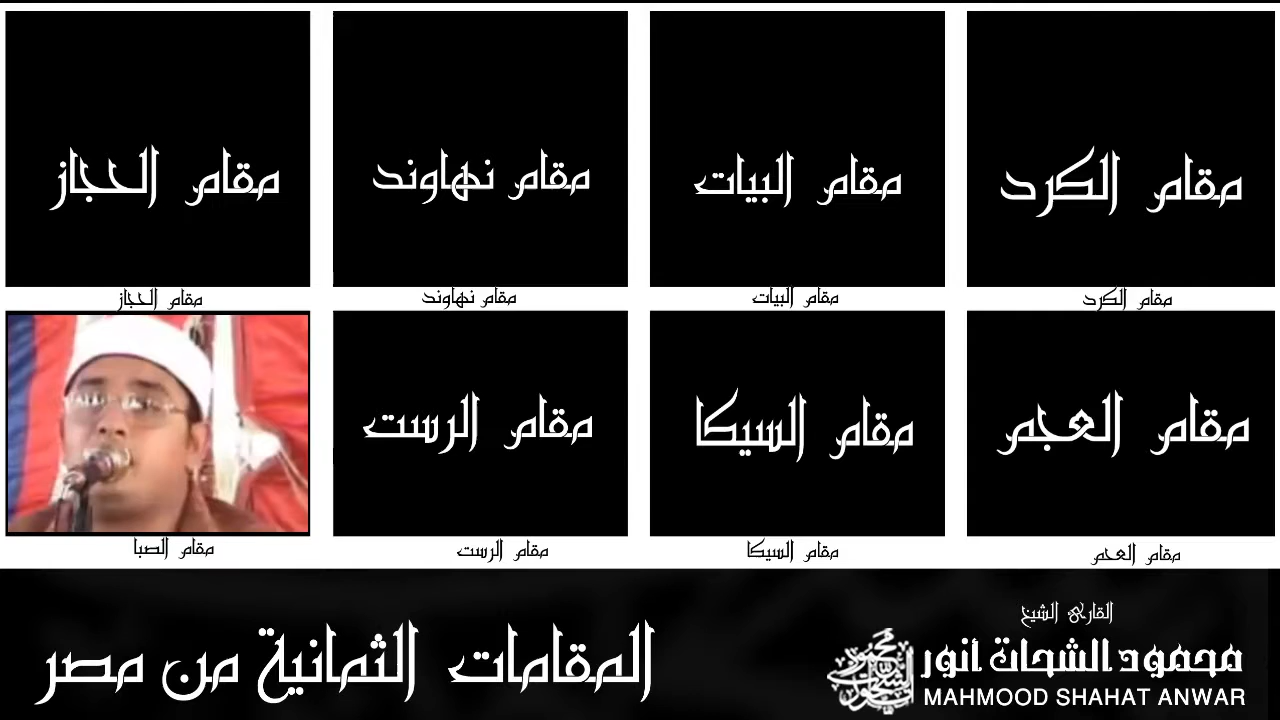 مقام الكرد
مقام البيات
مقام نهاوند
مقام الحجاز
مقام الكرد
مقام البيات
مقام نهاوند
مقام الحجاز
مقام العجم
مقام السيكا
مقام الرست
مقام العجم
مقام السيكا
مقام الرست
مقام الصبا
القارئ الشيخ
محمود الشحات أنور
MAHMOOD SHAHAT ANWAR
المقامات الثمانية من مصر